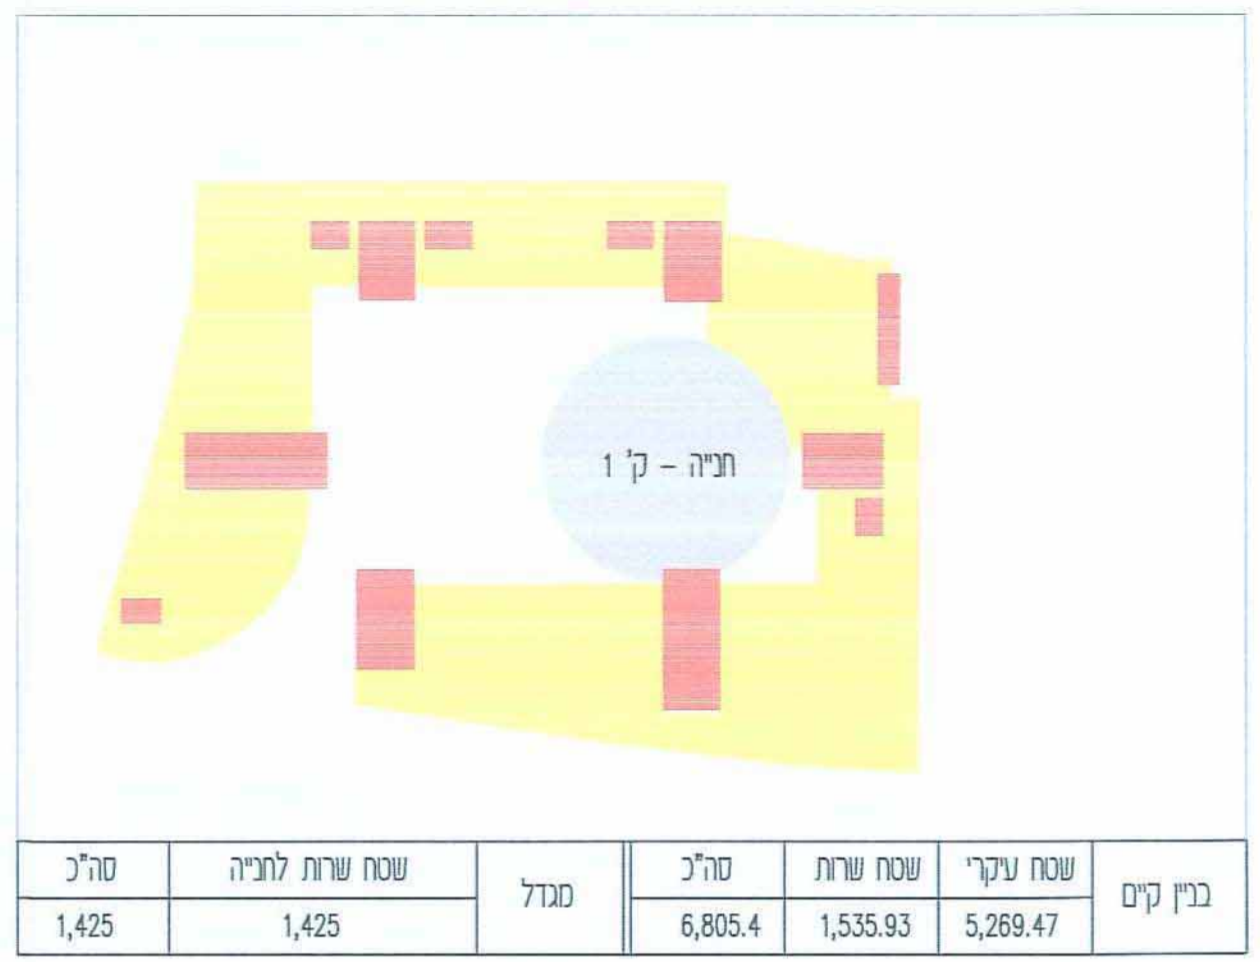 חנייה – ק' 1
בניין קיים שטח עיקרי שטח שרות סה"כ מגדל שטח שרות לחנייה סה"כ
5,269.47 1,535.93 6,805.4 1,425 1,425